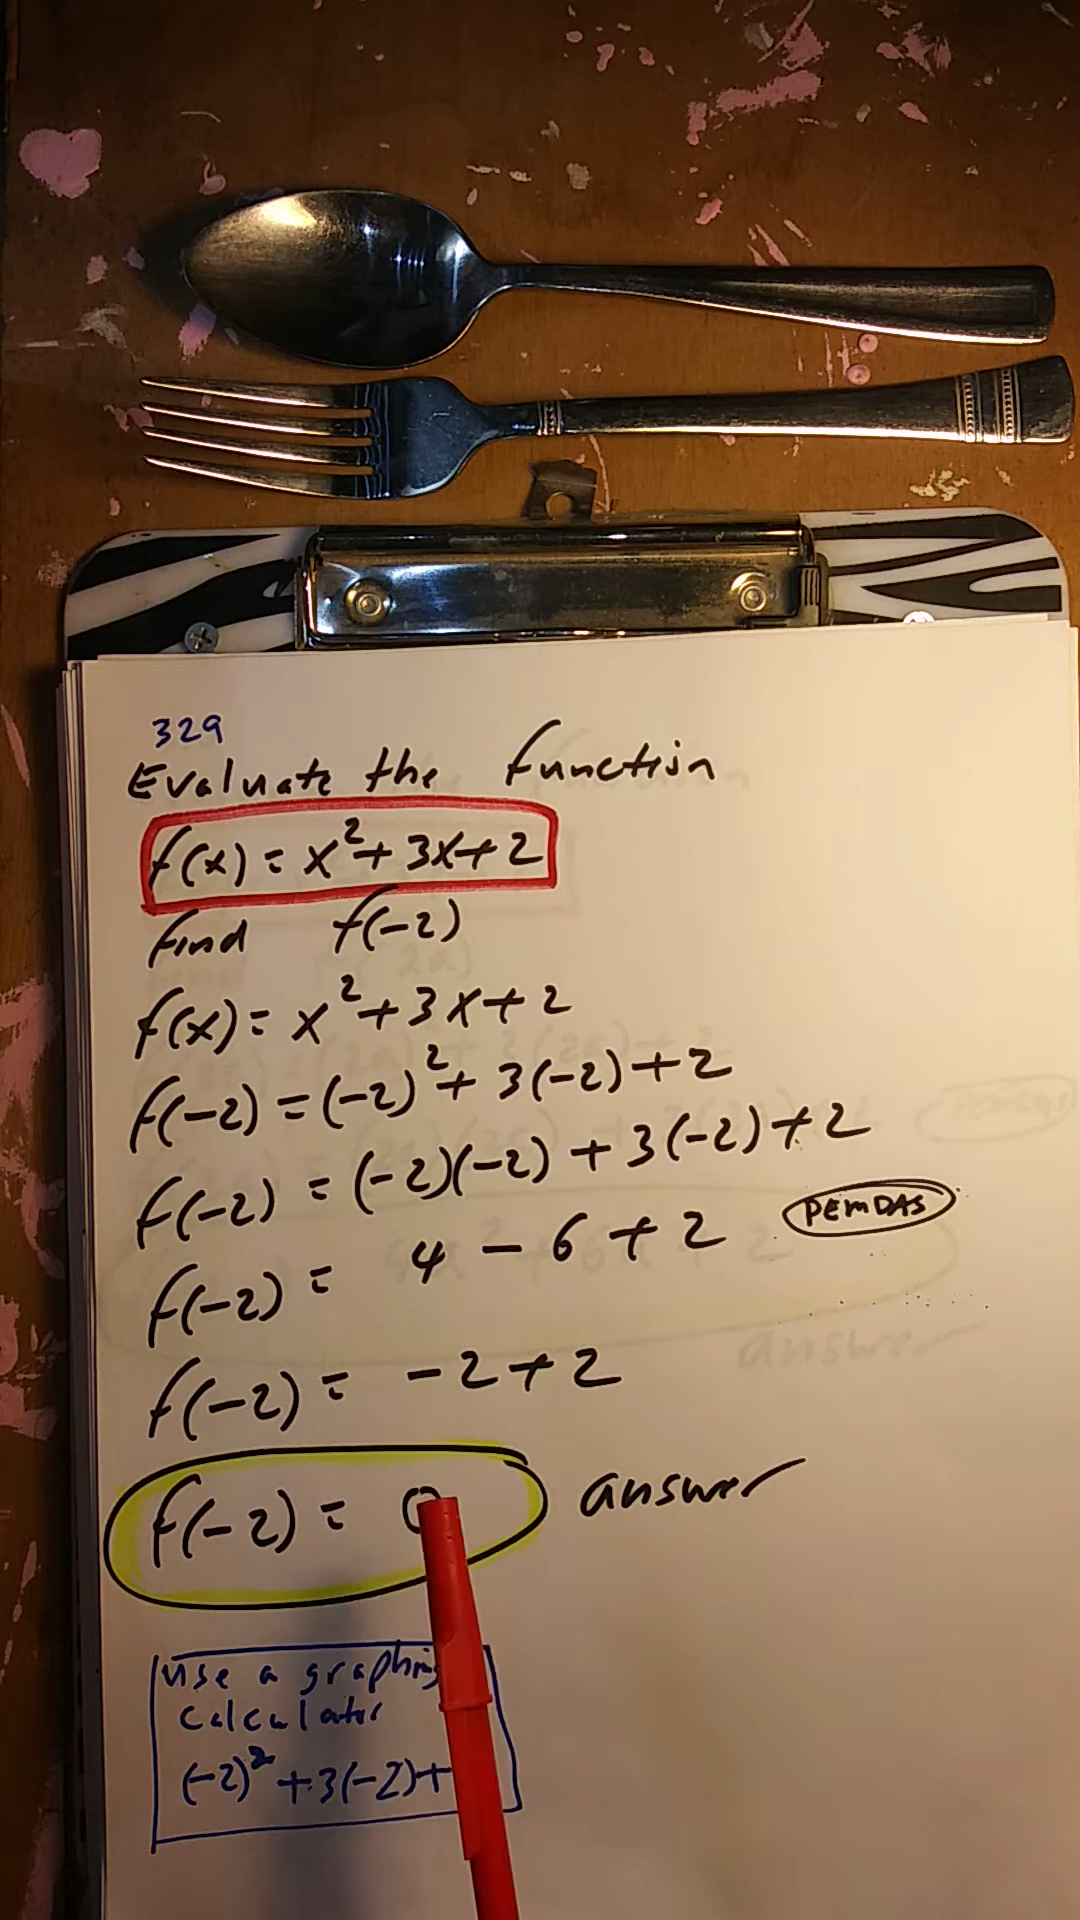 329
Evaluate the function
f(x) = x² + 3x + 2
find f(-2)
f(x) = x² + 3x + 2
f(-2) = (-2)² + 3(-2) + 2
f(-2) = (-2)(-2) + 3(-2) + 2
f(-2) = 4 - 6 + 2 PEMDAS
f(-2) = -2 + 2
f(-2) = 0 answer
use a graphing
calculator
(-2)² + 3(-2) +